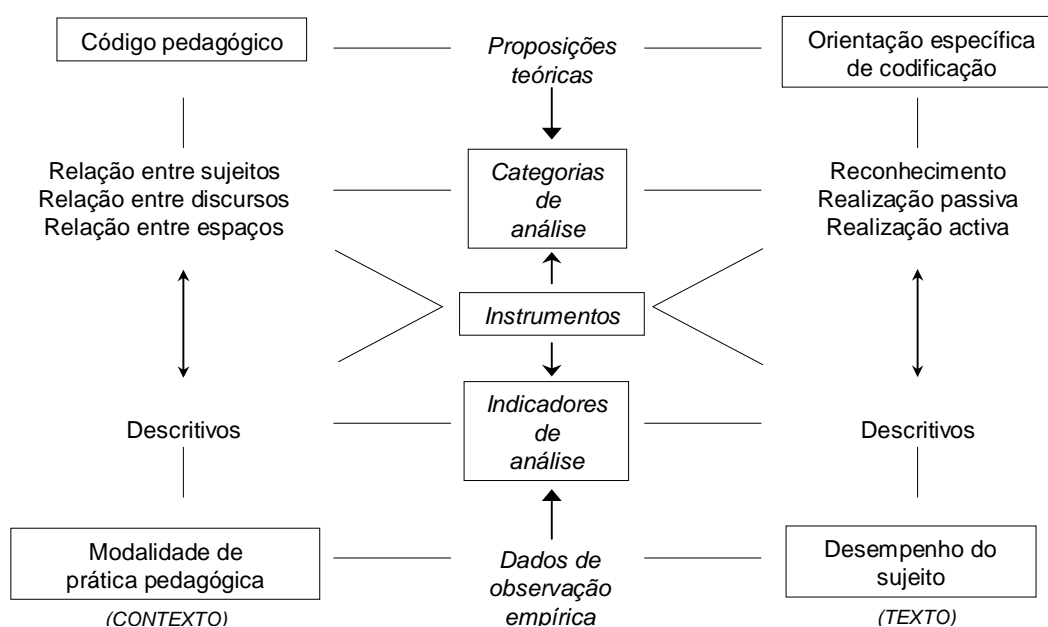 Código pedagógico
Proposições
teóricas
Orientação específica
de codificação
Relação entre sujeitos
Relação entre discursos
Relação entre espaços
Categorias
de
análise
Reconhecimento
Realização passiva
Realização activa
Instrumentos
Descritivos
Indicadores
de
análise
Descritivos
Modalidade de
prática pedagógica
(CONTEXTO)
Dados de
observação
empírica
Desempenho do
sujeito
(TEXTO)